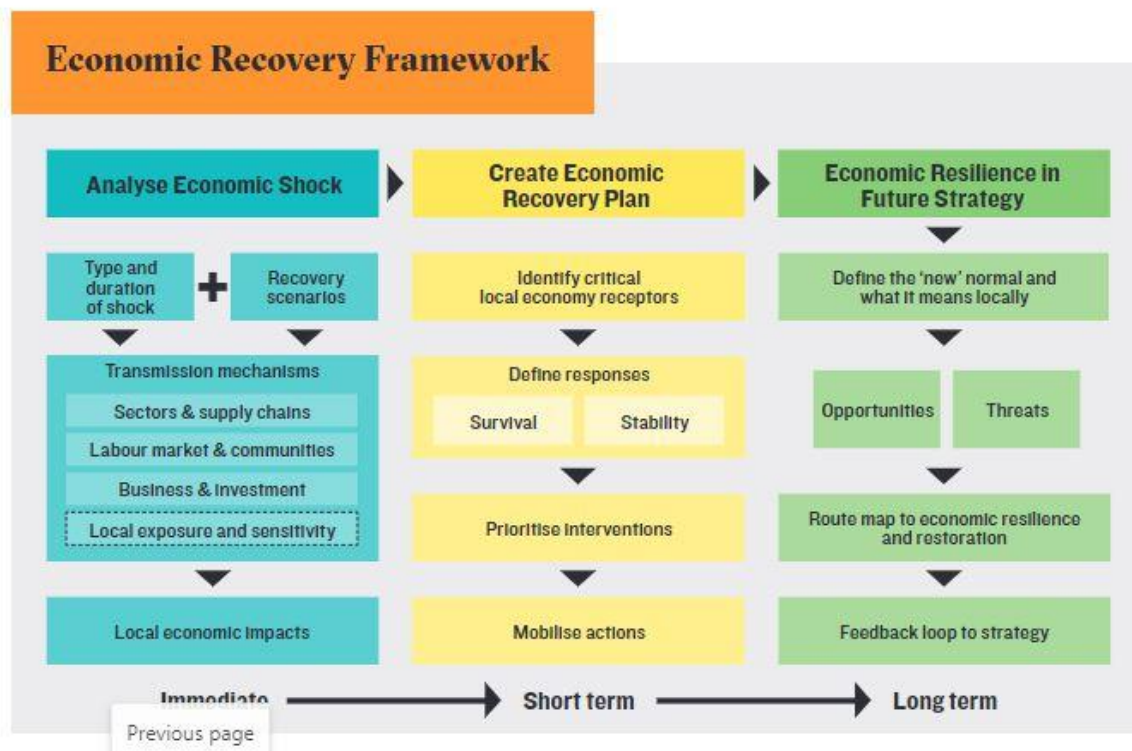 Economic Recovery Framework
Analyse Economic Shock
Create Economic
Recovery Plan
Economic Resilience in
Future Strategy
Type and
duration
of shock
+
Recovery
scenarios
Transmission mechanisms
Sectors & supply chains
Labour market & communities
Business & investment
Local exposure and sensitivity
Local economic impacts
Identify critical
local economy receptors
Define responses
Survival
Stability
Prioritise interventions
Mobilise actions
Define the ‘new’ normal and
what it means locally
Opportunities
Threats
Route map to economic resilience
and restoration
Feedback loop to strategy
Immediate
Short term
Long term
Previous page